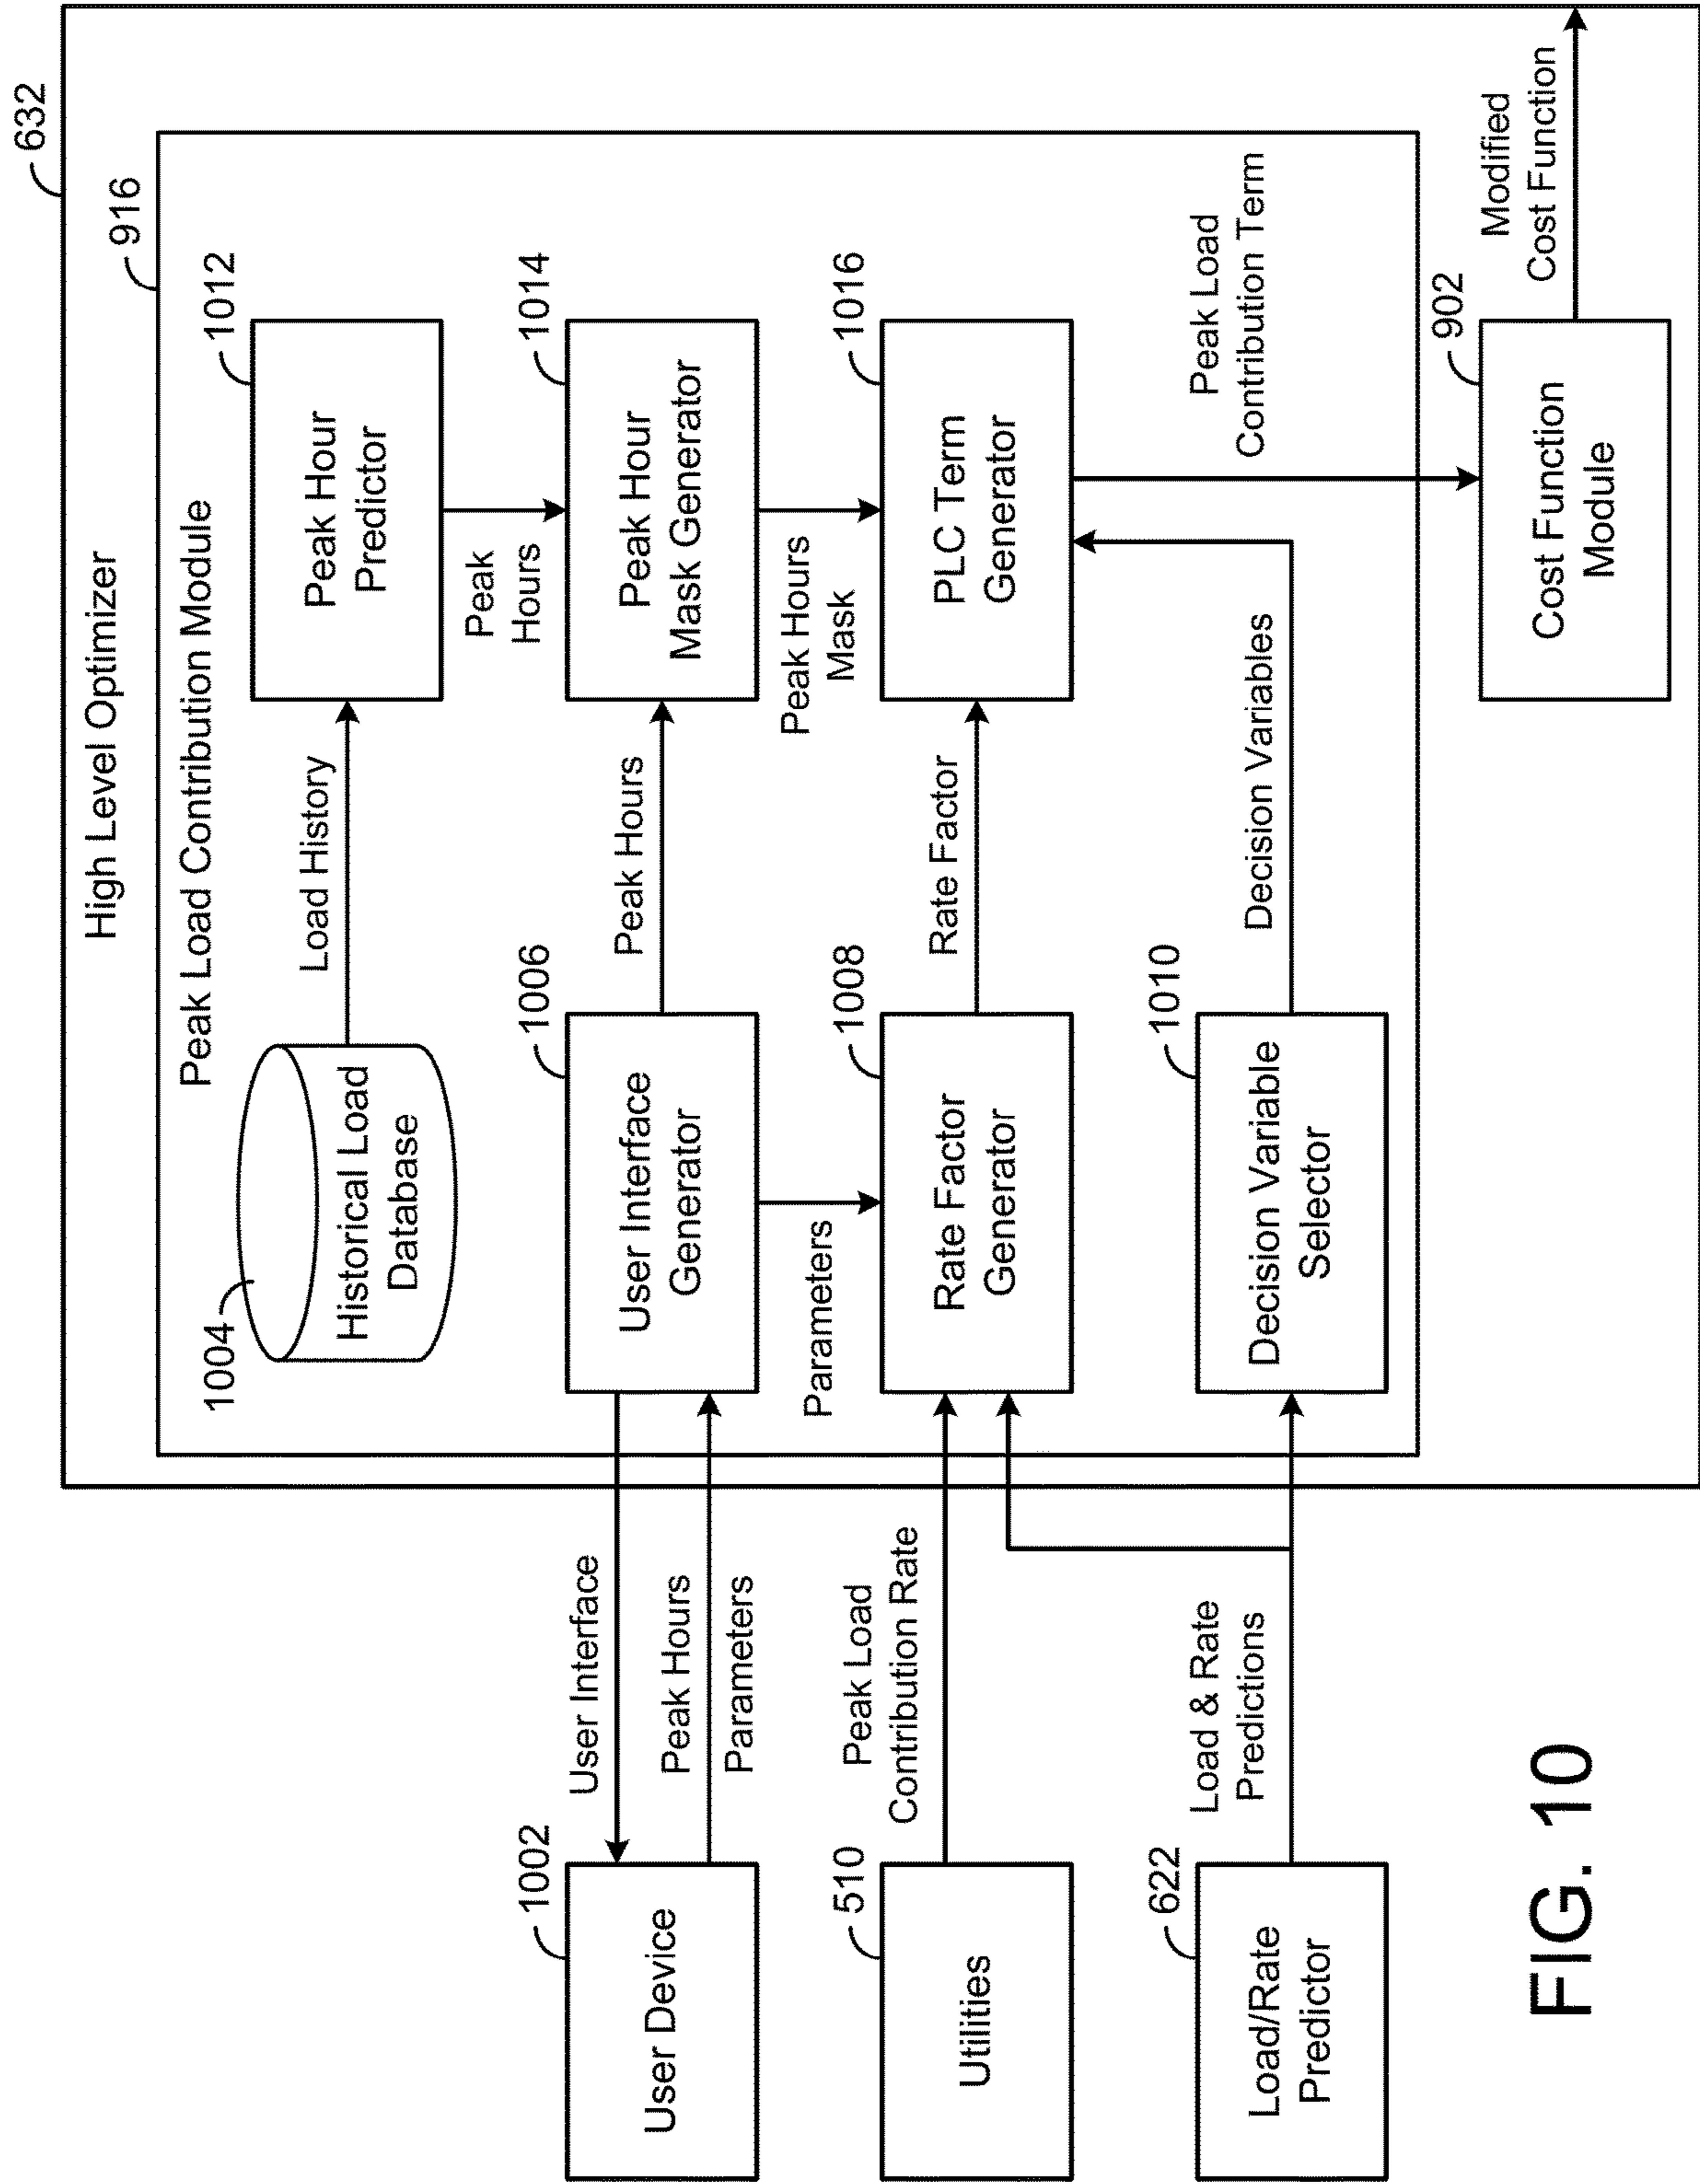 632
High Level Optimizer
916
Peak Load Contribution Module
1004
Historical Load
Database
Load History
1012
Peak Hour
Predictor
Peak
Hours
1002
User Device
User Interface
Peak Hours
Parameters
1006
User Interface
Generator
Peak Hours
1014
Peak Hour
Mask Generator
Parameters
Peak Hours
Mask
510
Utilities
Peak Load
Contribution Rate
1008
Rate Factor
Generator
Rate Factor
1016
PLC Term
Generator
622
Load/Rate
Predictor
Load & Rate
Predictions
1010
Decision Variable
Selector
Decision Variables
Peak Load
Contribution Term
902
Cost Function
Module
Modified
Cost Function
FIG. 10